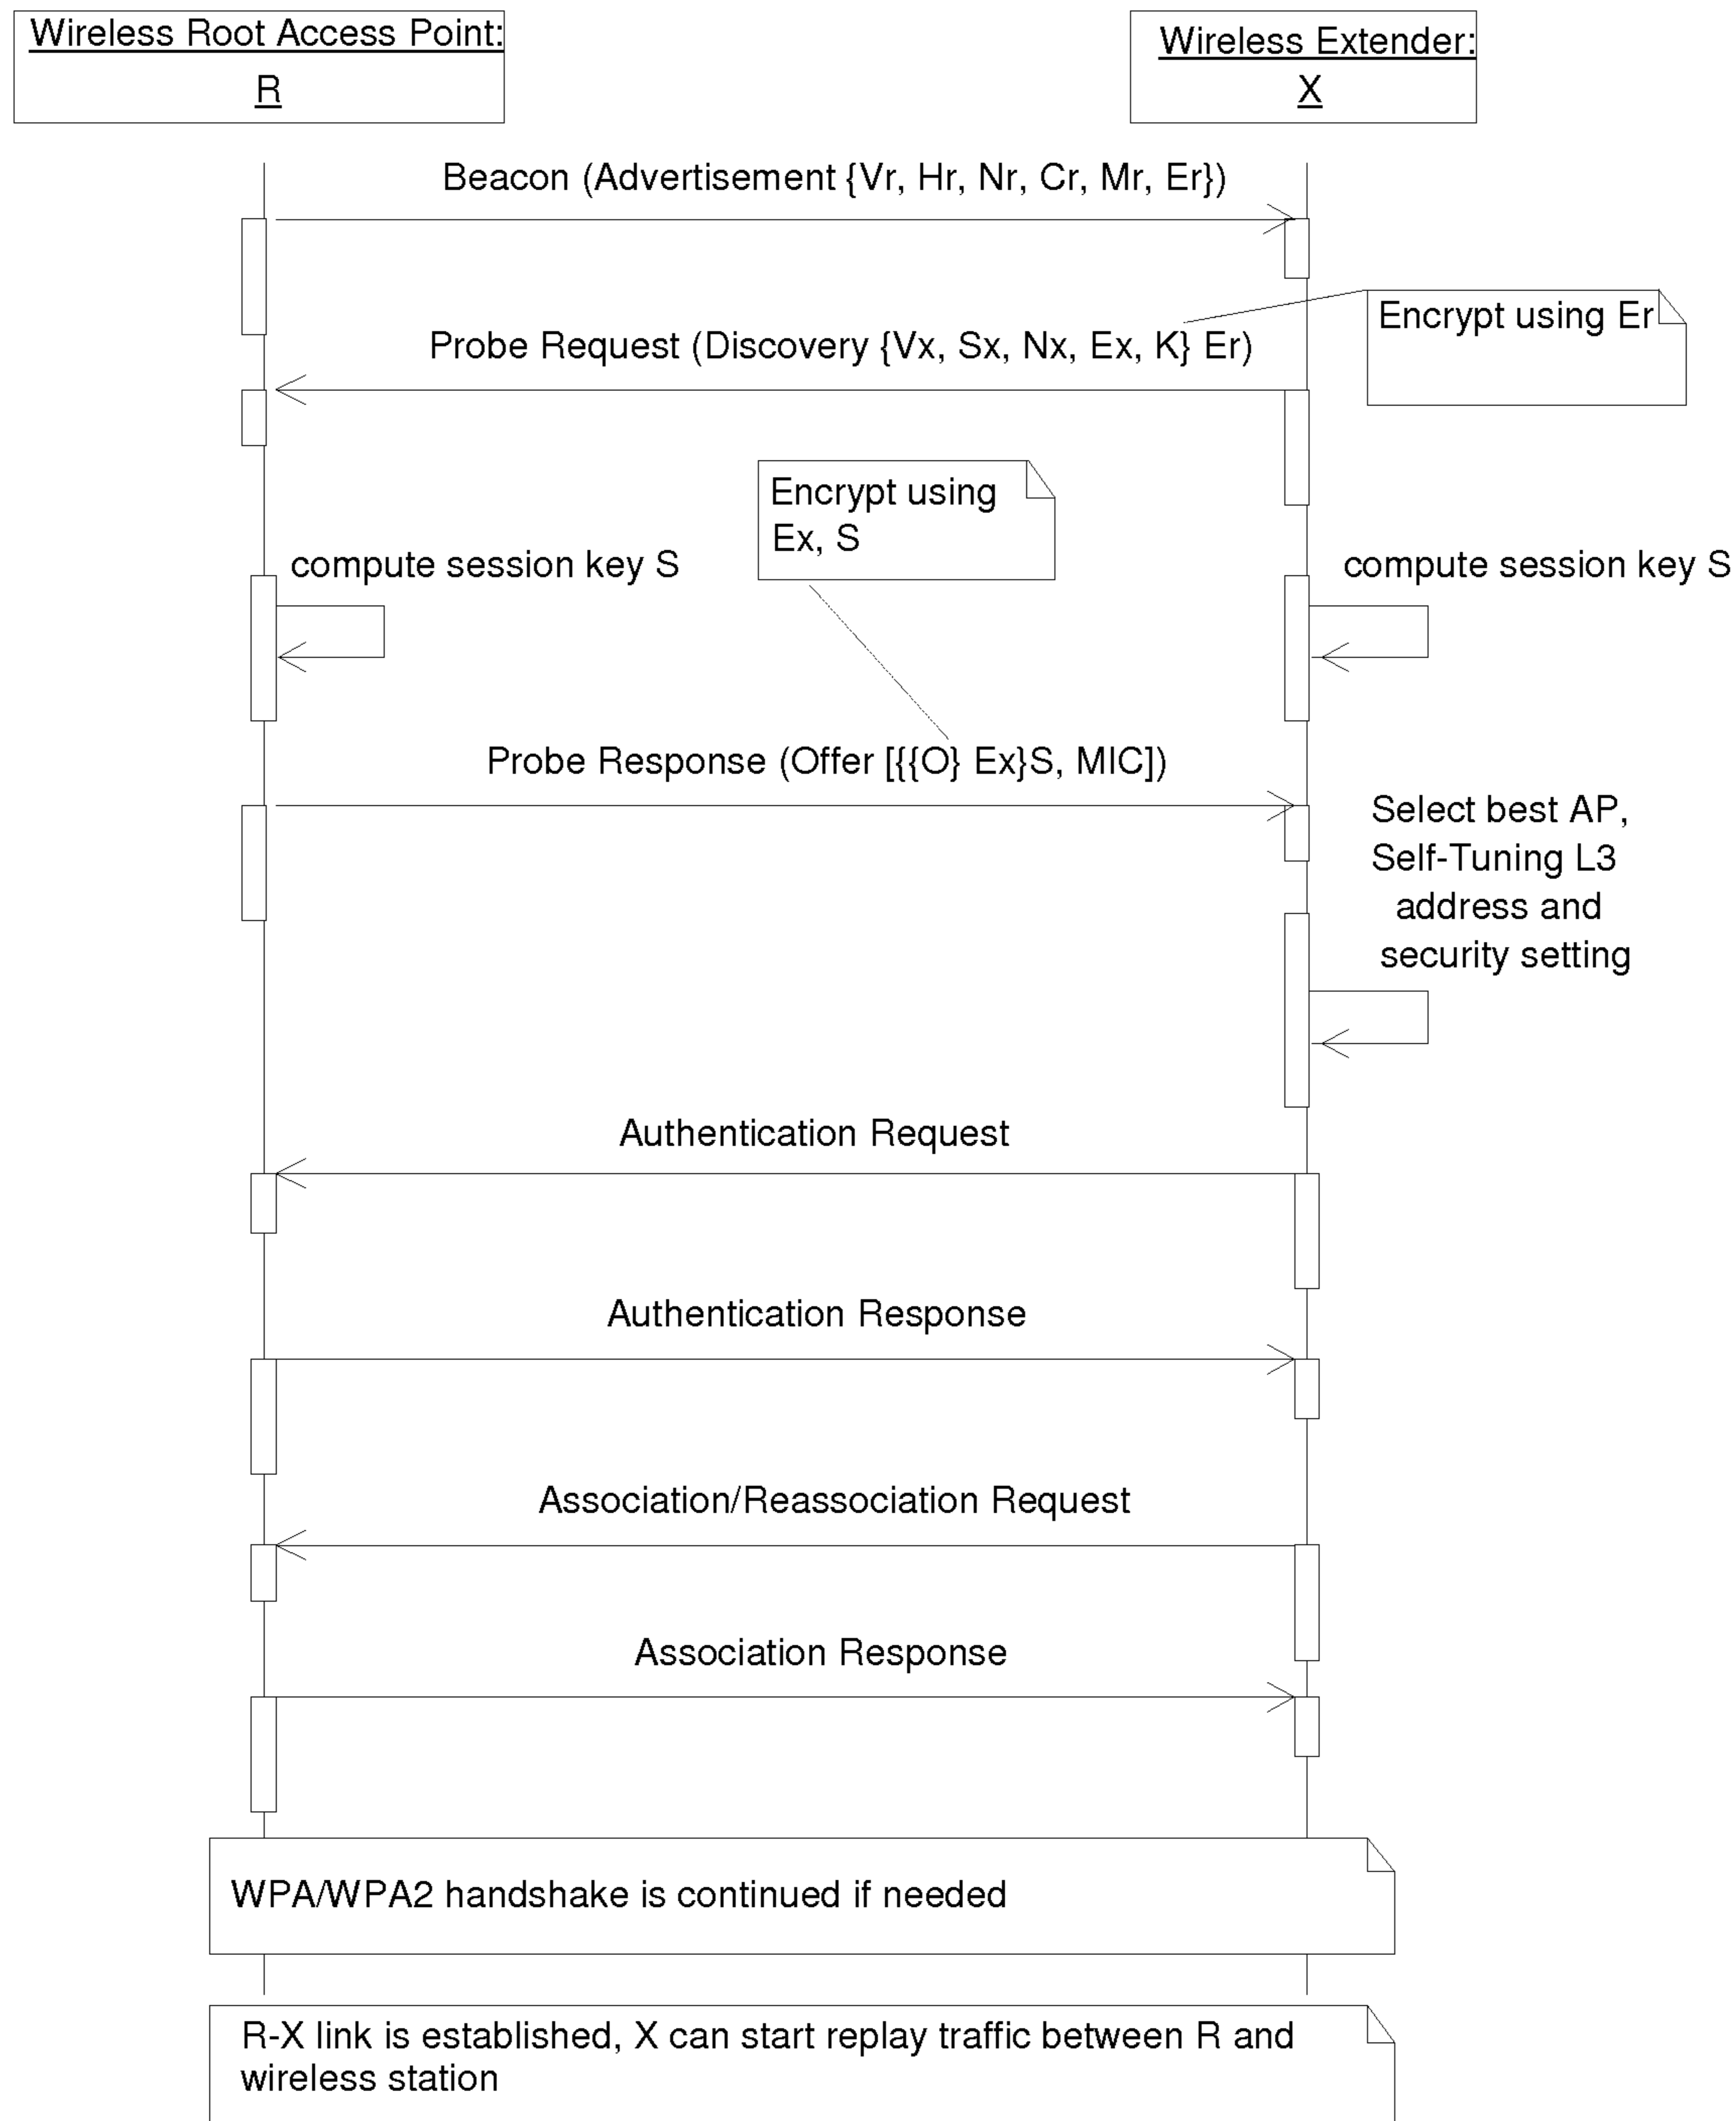 Wireless Root Access Point:
R
Wireless Extender:
X
Beacon (Advertisement {Vr, Hr, Nr, Cr, Mr, Er})
Encrypt using Er
Probe Request (Discovery {Vx, Sx, Nx, Ex, K} Er)
Encrypt using
Ex, S
compute session key S
compute session key S
Probe Response (Offer [{{O} Ex}S, MIC])
Select best AP,
Self-Tuning L3
address and
security setting
Authentication Request
Authentication Response
Association/Reassociation Request
Association Response
WPA/WPA2 handshake is continued if needed
R-X link is established, X can start replay traffic between R and
wireless station